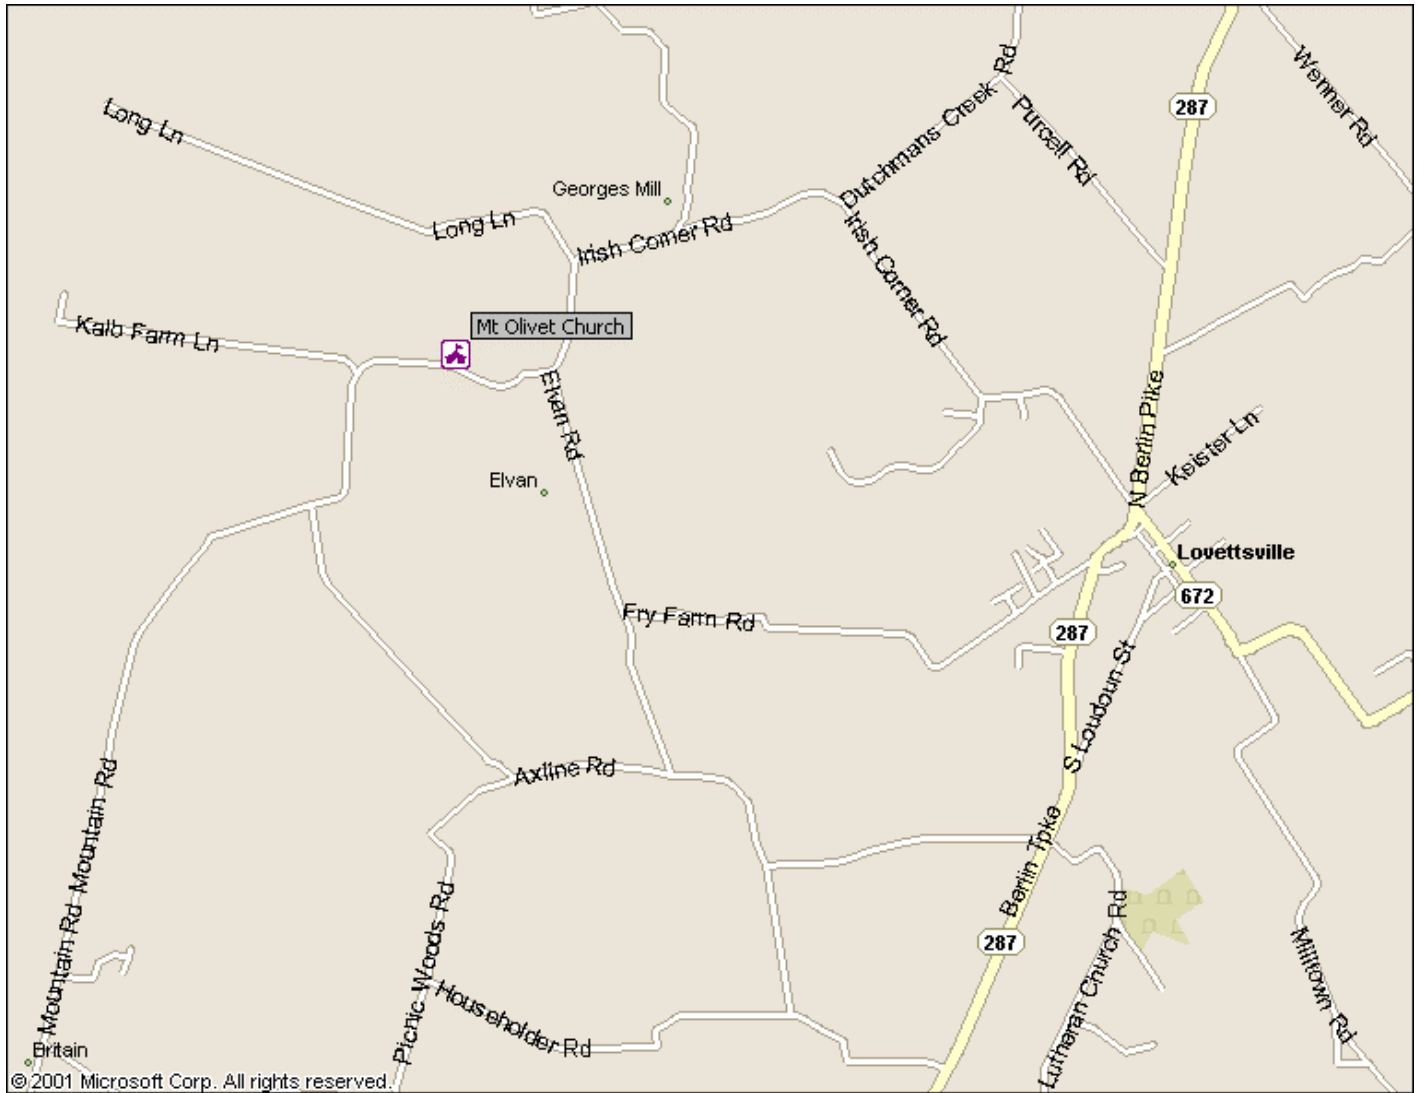 Long Ln
Georges Mill
Long Ln
Irish Corner Rd
Dutchmans Creek Rd
Purcell Rd
287
Wenner Rd
Irish Corner Rd
Kalb Farm Ln
Mt Olivet Church
Elvan Rd
Elvan
N Berlin Pike
Keister Ln
Lovettsville
672
Fry Farm Rd
287
S Loudoun St
Axline Rd
Mountain Rd
Mountain Rd
Berlin Tpke
287
Picnic Woods Rd
Householder Rd
Lutheran Church Rd
Milltown Rd
Britain
© 2001 Microsoft Corp. All rights reserved.